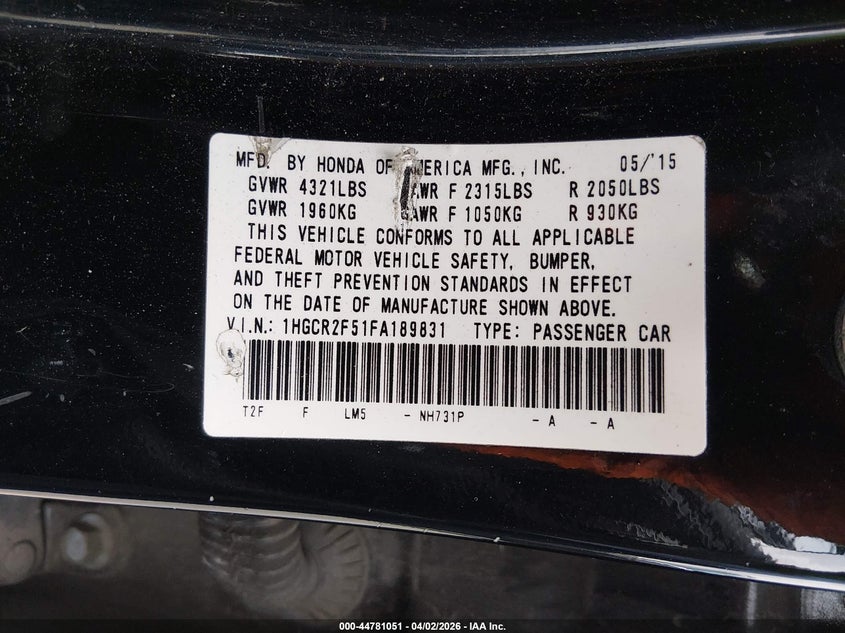 MFD. BY HONDA OF AMERICA MFG., INC. 05/'15
GVWR 4321LBS GAWR F 2315LBS R 2050LBS
GVWR 1960KG GAWR F 1050KG R 930KG
THIS VEHICLE CONFORMS TO ALL APPLICABLE
FEDERAL MOTOR VEHICLE SAFETY, BUMPER,
AND THEFT PREVENTION STANDARDS IN EFFECT
ON THE DATE OF MANUFACTURE SHOWN ABOVE.
V.I.N.: 1HGCR2F51FA189831 TYPE: PASSENGER CAR
T2F F LM5 - NH731P - A - A
000-44781051 - 04/02/2026 - IAA Inc.